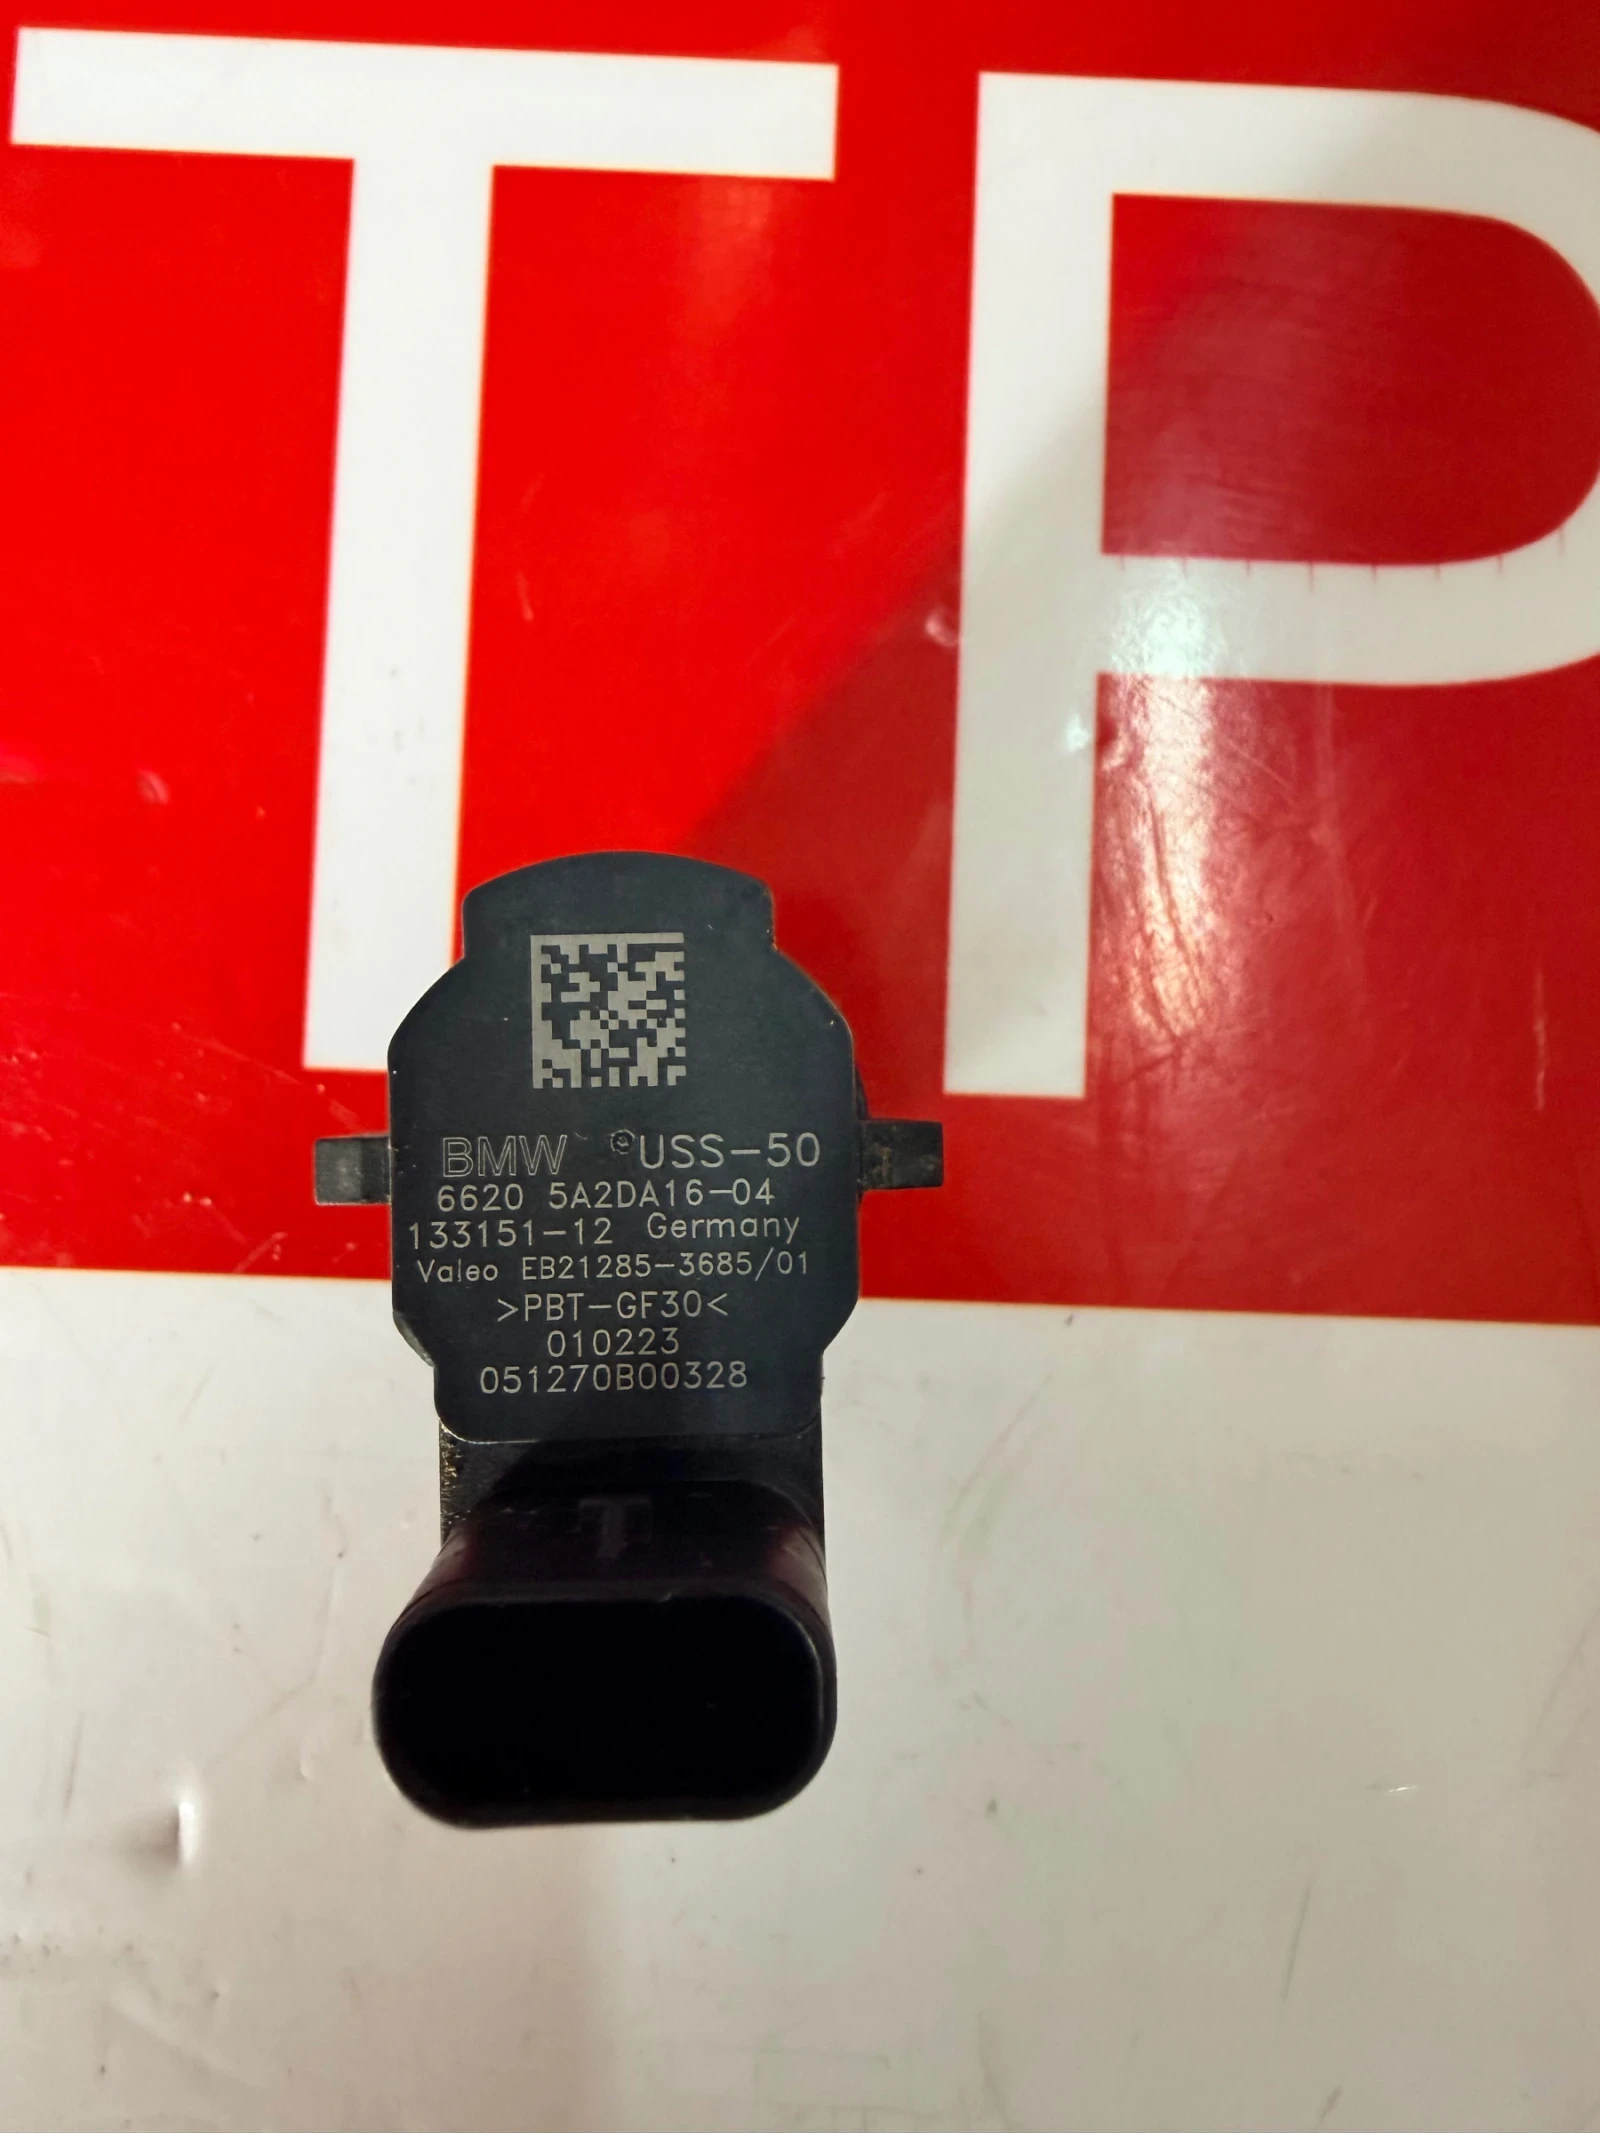 TP
BMW USS-50
6620 5A2DA16-04
133151-12 Germany
Valeo EB21285-3685/01
>PBT-GF30<
010223
051270B00328